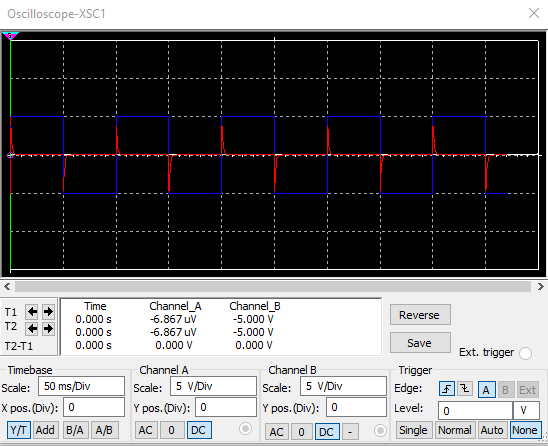 Oscilloscope-XSC1
Time Channel_A Channel_B
T1 0.000 s -6.867 uV -5.000 V
T2 0.000 s -6.867 uV -5.000 V
T2-T1 0.000 s 0.000 V 0.000 V
Reverse
Save
Ext. trigger
Timebase
Scale: 50 ms/Div
X pos.(Div): 0
Y/T Add B/A A/B
Channel A
Scale: 5 V/Div
Y pos.(Div): 0
AC 0 DC
Channel B
Scale: 5 V/Div
Y pos.(Div): 0
AC 0 DC -
Trigger
Edge: A B Ext
Level: 0 V
Single Normal Auto None